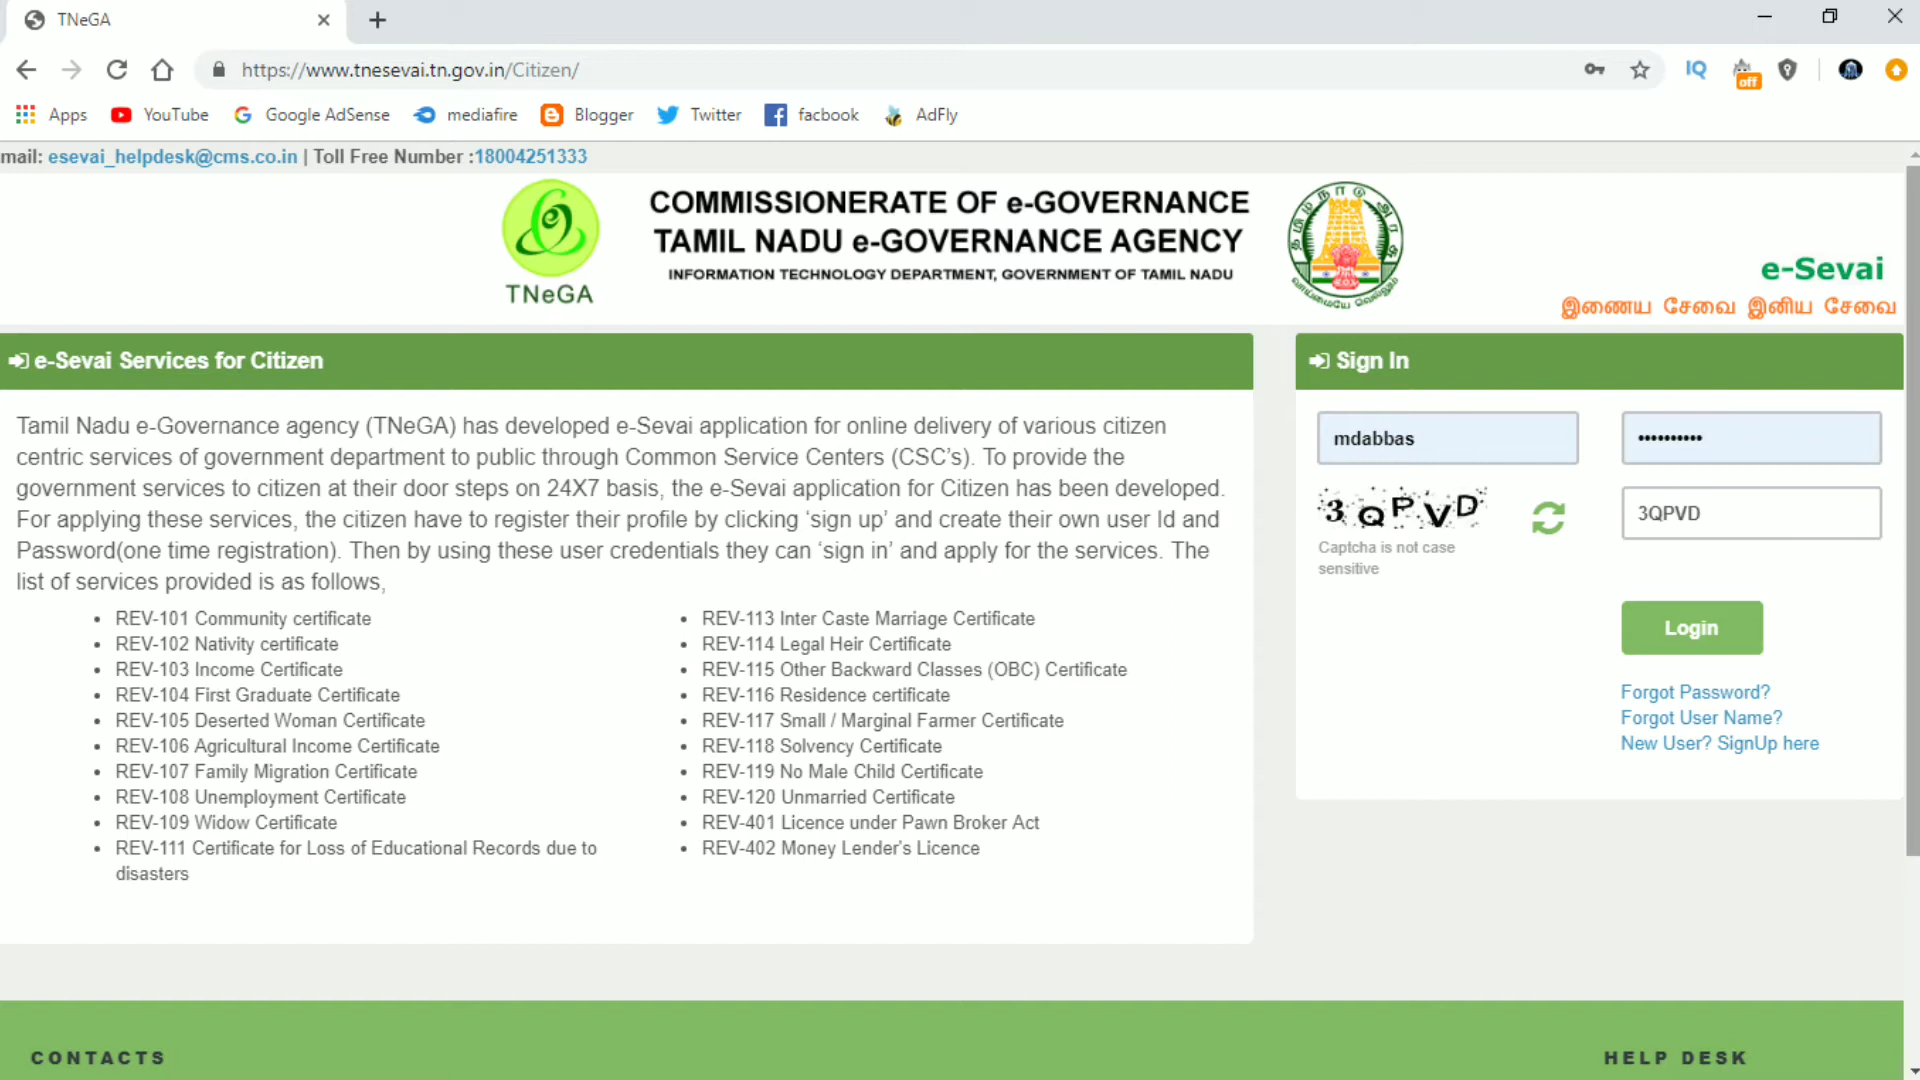 TNeGA
https://www.tnesevai.tn.gov.in/Citizen/
IQ
off
Apps YouTube Google AdSense mediafire Blogger Twitter facbook AdFly
mail: esevai_helpdesk@cms.co.in | Toll Free Number :18004251333
TNeGA
COMMISSIONERATE OF e-GOVERNANCE
TAMIL NADU e-GOVERNANCE AGENCY
INFORMATION TECHNOLOGY DEPARTMENT, GOVERNMENT OF TAMIL NADU
தமிழ்நாடு அரசு
வாய்மையே வெல்லும்
e-Sevai
இணைய சேவை இனிய சேவை
e-Sevai Services for Citizen
Tamil Nadu e-Governance agency (TNeGA) has developed e-Sevai application for online delivery of various citizen
centric services of government department to public through Common Service Centers (CSC's). To provide the
government services to citizen at their door steps on 24X7 basis, the e-Sevai application for Citizen has been developed.
For applying these services, the citizen have to register their profile by clicking ‘sign up’ and create their own user Id and
Password(one time registration). Then by using these user credentials they can ‘sign in’ and apply for the services. The
list of services provided is as follows,
• REV-101 Community certificate
• REV-102 Nativity certificate
• REV-103 Income Certificate
• REV-104 First Graduate Certificate
• REV-105 Deserted Woman Certificate
• REV-106 Agricultural Income Certificate
• REV-107 Family Migration Certificate
• REV-108 Unemployment Certificate
• REV-109 Widow Certificate
• REV-111 Certificate for Loss of Educational Records due to
disasters
• REV-113 Inter Caste Marriage Certificate
• REV-114 Legal Heir Certificate
• REV-115 Other Backward Classes (OBC) Certificate
• REV-116 Residence certificate
• REV-117 Small / Marginal Farmer Certificate
• REV-118 Solvency Certificate
• REV-119 No Male Child Certificate
• REV-120 Unmarried Certificate
• REV-401 Licence under Pawn Broker Act
• REV-402 Money Lender's Licence
Sign In
mdabbas ••••••••••
3QPVD
3QPVD
Captcha is not case
sensitive
Login
Forgot Password?
Forgot User Name?
New User? SignUp here
CONTACTS
HELP DESK